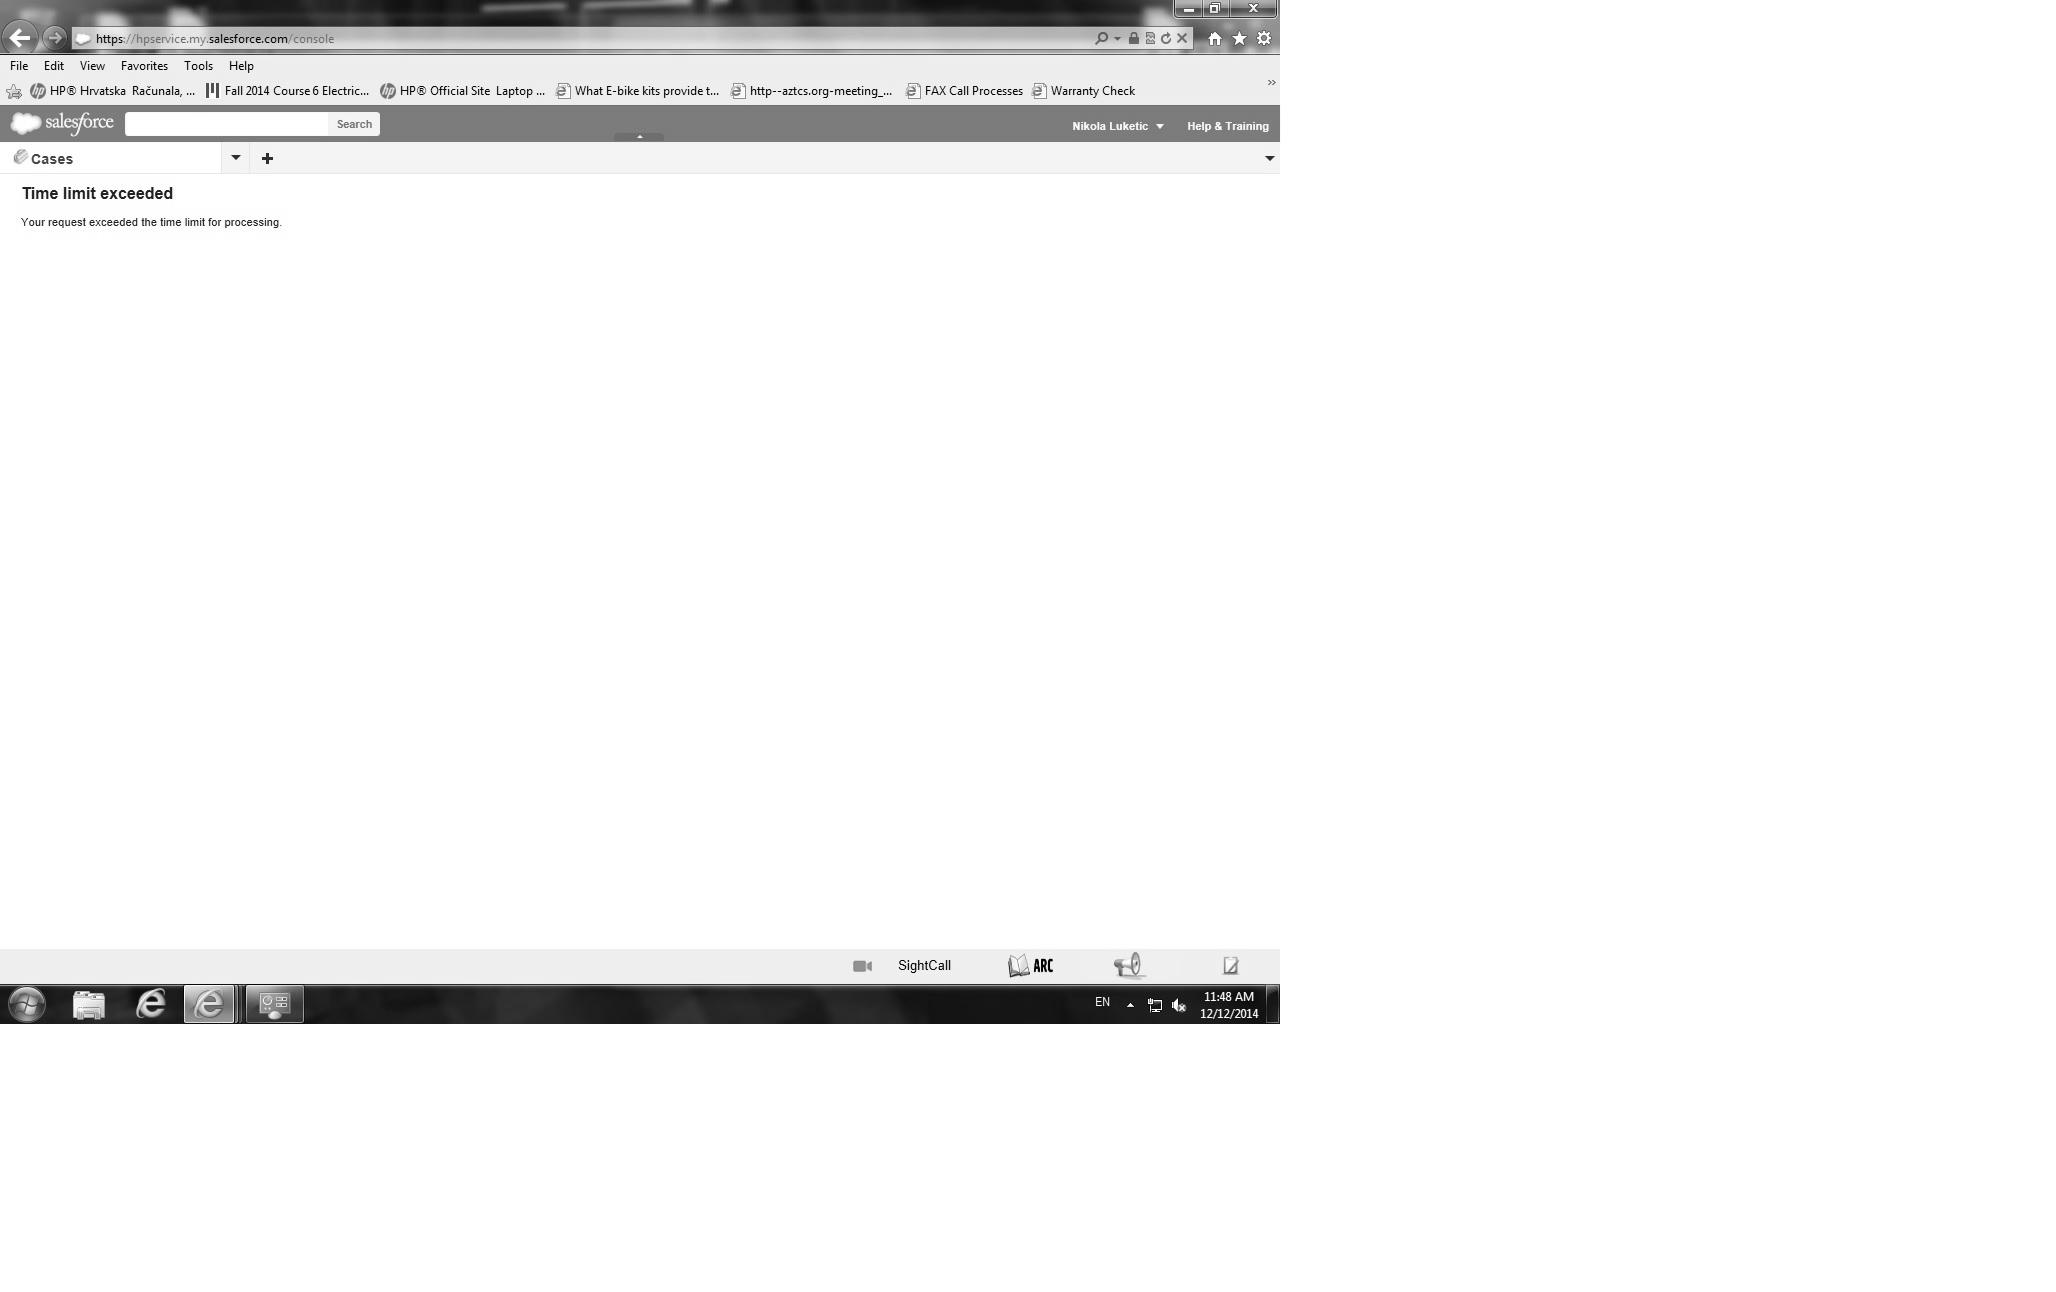 https://hpservice.my.salesforce.com/console
File Edit View Favorites Tools Help
HP® Hrvatska Računala, ... Fall 2014 Course 6 Electric... HP® Official Site Laptop ... What E-bike kits provide t... http--aztcs.org-meeting_... FAX Call Processes Warranty Check
salesforce Search Nikola Luketic Help & Training
Cases
Time limit exceeded
Your request exceeded the time limit for processing.
SightCall ARC
EN 11:48 AM
12/12/2014